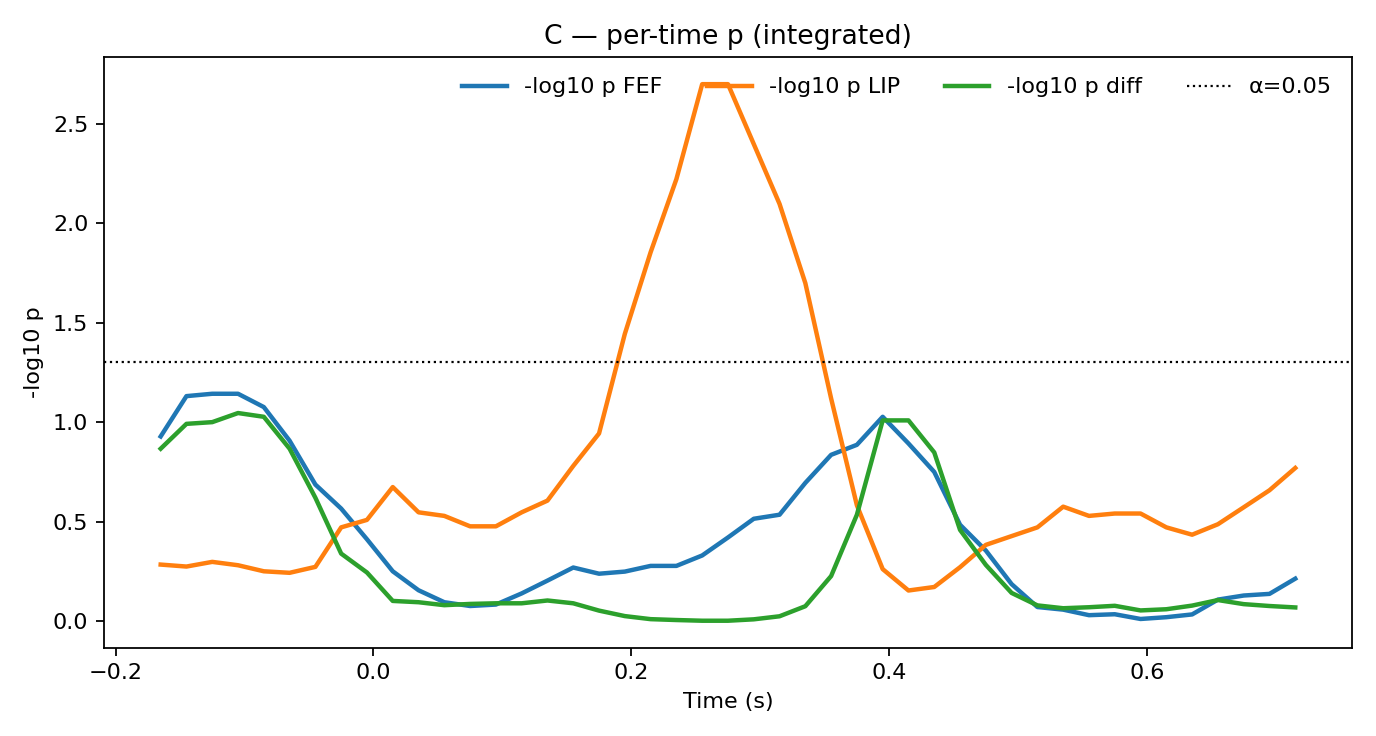 C — per-time p (integrated)
-log10 p FEF
-log10 p LIP
-log10 p diff
α=0.05
-log10 p
2.5
2.0
1.5
1.0
0.5
0.0
−0.2
0.0
0.2
0.4
0.6
Time (s)